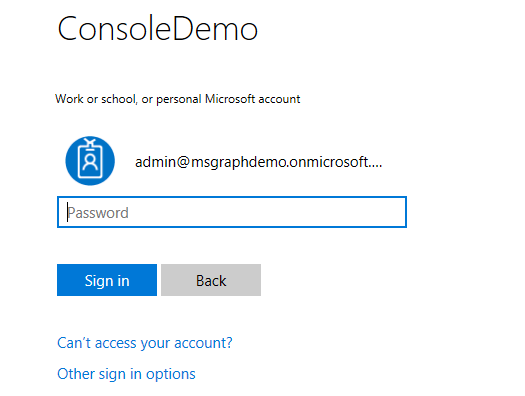 ConsoleDemo
Work or school, or personal Microsoft account
admin@msgraphdemo.onmicrosoft....
Password
Sign in
Back
Can't access your account?
Other sign in options